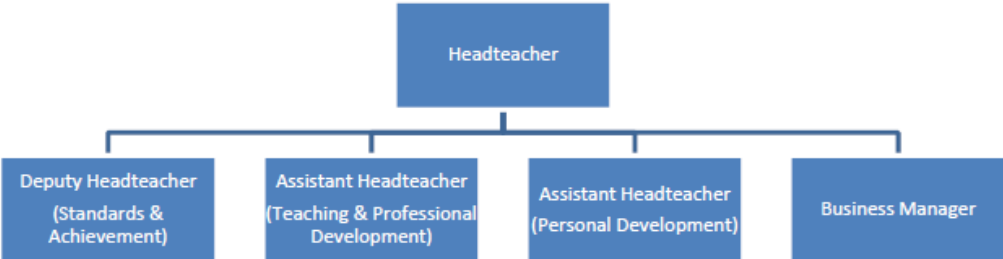 Headteacher
Deputy Headteacher
(Standards &
Achievement)
Assistant Headteacher
(Teaching & Professional
Development)
Assistant Headteacher
(Personal Development)
Business Manager